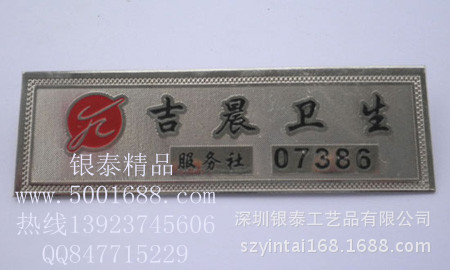 吉晨卫生
服务社 07386
银泰精品
www.5001688.com
热线13923745606
QQ847715229
深圳银泰工艺品有限公司
szyintai168.1688.com